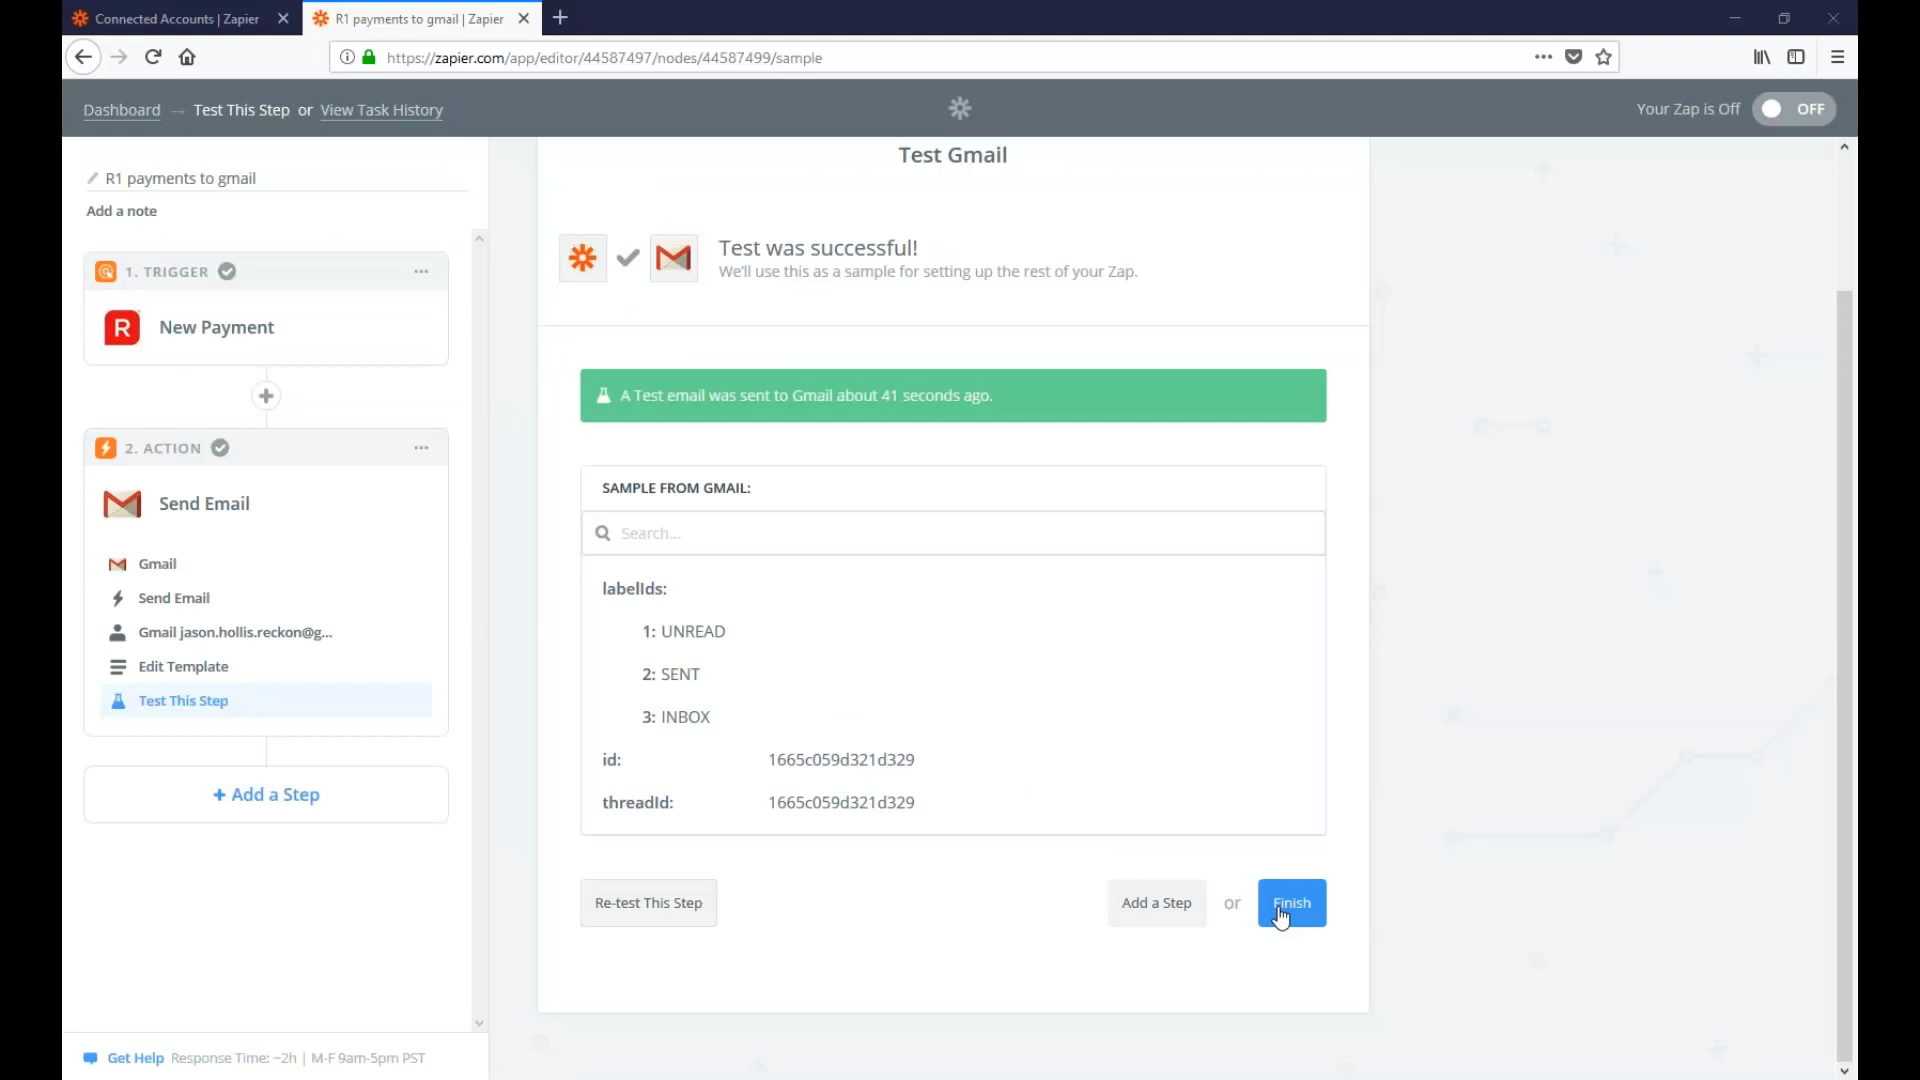 Connected Accounts | Zapier
R1 payments to gmail | Zapier
https://zapier.com/app/editor/44587497/nodes/44587499/sample
Dashboard → Test This Step or View Task History
Your Zap is Off OFF
R1 payments to gmail
Add a note
1. TRIGGER
R New Payment
2. ACTION
Send Email
Gmail
Send Email
Gmail jason.hollis.reckon@g...
Edit Template
Test This Step
+ Add a Step
Get Help Response Time: ~2h | M-F 9am-5pm PST
Test Gmail
Test was successful!
We'll use this as a sample for setting up the rest of your Zap.
A Test email was sent to Gmail about 41 seconds ago.
SAMPLE FROM GMAIL:
Search...
labelIds:
1: UNREAD
2: SENT
3: INBOX
id: 1665c059d321d329
threadId: 1665c059d321d329
Re-test This Step
Add a Step or Finish